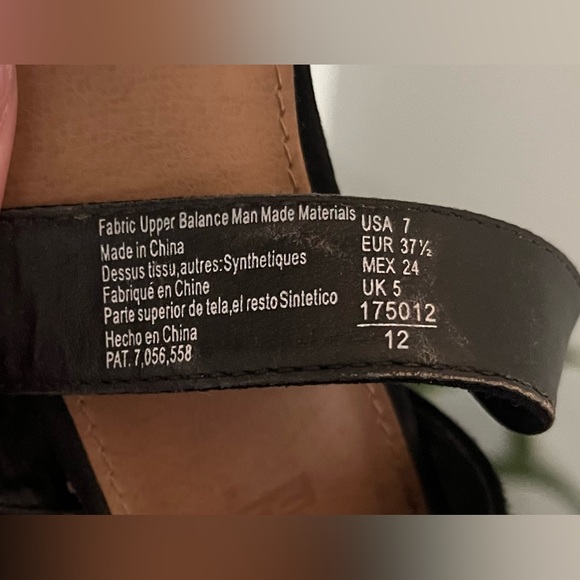 Fabric Upper Balance Man Made Materials
Made in China
Dessus tissu,autres:Synthetiques
Fabriqué en Chine
Parte superior de tela,el resto Sintetico
Hecho en China
PAT. 7,056,558
USA 7
EUR 37½
MEX 24
UK 5
175012
12